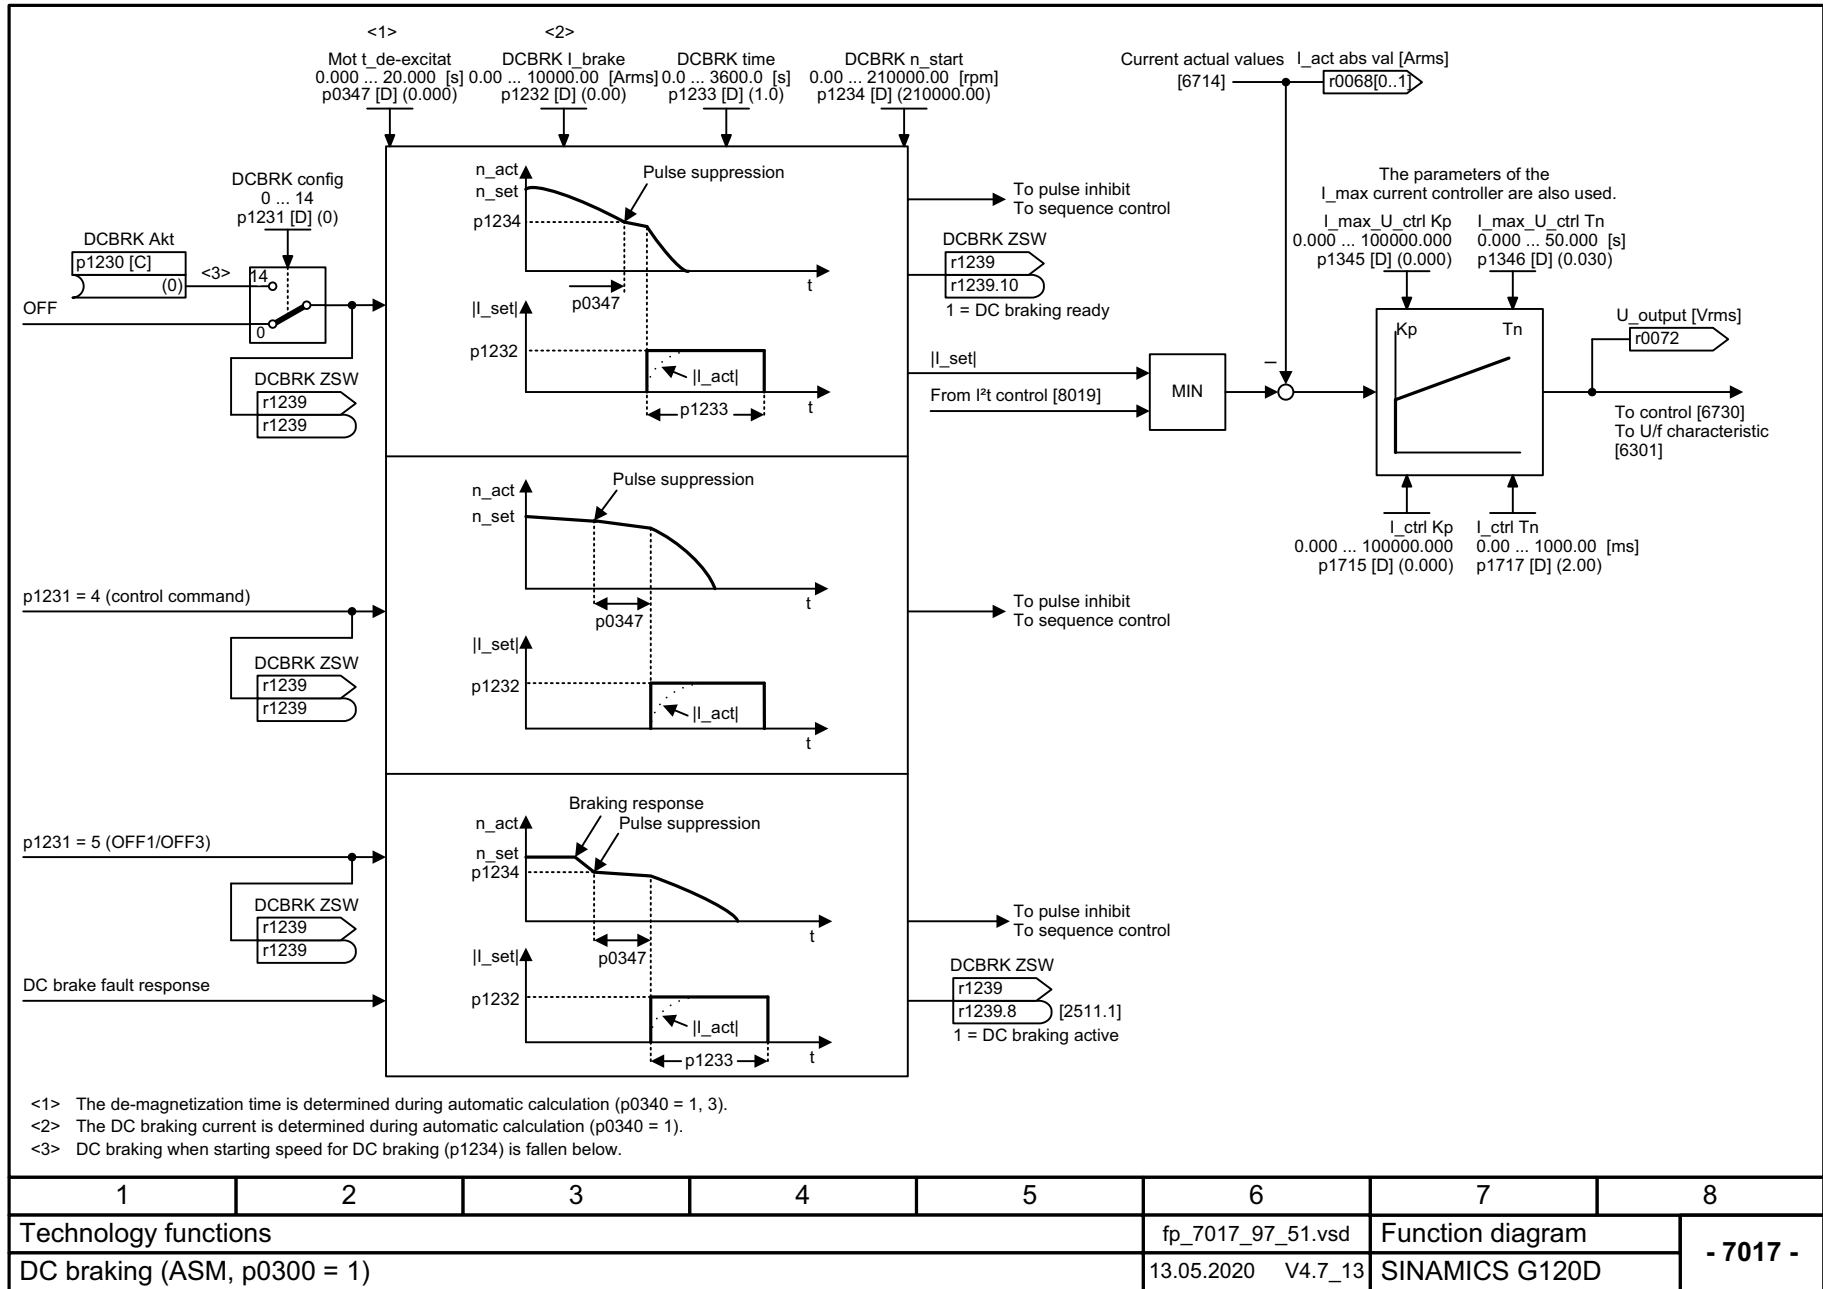 <1>
Mot t_de-excitat
0.000 ... 20.000 [s]
p0347 [D] (0.000)
<2>
DCBRK I_brake
0.00 ... 10000.00 [Arms]
p1232 [D] (0.00)
DCBRK time
0.0 ... 3600.0 [s]
p1233 [D] (1.0)
DCBRK n_start
0.00 ... 210000.00 [rpm]
p1234 [D] (210000.00)
Current actual values
[6714]
I_act abs val [Arms]
r0068[0..1]
DCBRK config
0 ... 14
p1231 [D] (0)
DCBRK Akt
p1230 [C]
(0)
<3>
14
0
OFF
DCBRK ZSW
r1239
r1239
n_act
n_set
p1234
Pulse suppression
t
p0347
|I_set|
p1232
|I_act|
p1233
t
To pulse inhibit
To sequence control
DCBRK ZSW
r1239
r1239.10
1 = DC braking ready
|I_set|
From I²t control [8019]
MIN
–
The parameters of the
I_max current controller are also used.
I_max_U_ctrl Kp
0.000 ... 100000.000
p1345 [D] (0.000)
I_max_U_ctrl Tn
0.000 ... 50.000 [s]
p1346 [D] (0.030)
Kp
Tn
U_output [Vrms]
r0072
To control [6730]
To U/f characteristic
[6301]
I_ctrl Kp
0.000 ... 100000.000
p1715 [D] (0.000)
I_ctrl Tn
0.00 ... 1000.00 [ms]
p1717 [D] (2.00)
p1231 = 4 (control command)
DCBRK ZSW
r1239
r1239
n_act
n_set
Pulse suppression
t
p0347
|I_set|
p1232
|I_act|
t
To pulse inhibit
To sequence control
p1231 = 5 (OFF1/OFF3)
DCBRK ZSW
r1239
r1239
DC brake fault response
Braking response
Pulse suppression
n_act
n_set
p1234
t
p0347
|I_set|
p1232
|I_act|
p1233
t
To pulse inhibit
To sequence control
DCBRK ZSW
r1239
r1239.8
[2511.1]
1 = DC braking active
<1> The de-magnetization time is determined during automatic calculation (p0340 = 1, 3).
<2> The DC braking current is determined during automatic calculation (p0340 = 1).
<3> DC braking when starting speed for DC braking (p1234) is fallen below.
1 2 3 4 5 6 7 8
Technology functions
fp_7017_97_51.vsd
Function diagram
- 7017 -
DC braking (ASM, p0300 = 1)
13.05.2020 V4.7_13
SINAMICS G120D